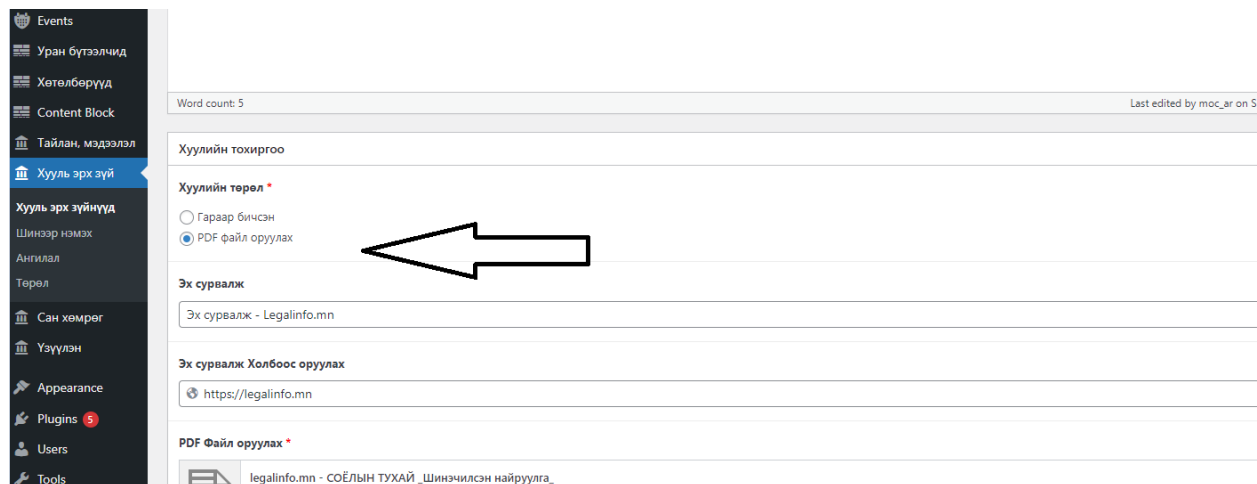 Events
Уран бүтээлчид
Хөтөлбөрүүд
Content Block
Тайлан, мэдээлэл
Хууль эрх зүй
Хууль эрх зүйнүүд
Шинээр нэмэх
Ангилал
Төрөл
Сан хөмрөг
Үзүүлэн
Appearance
Plugins 5
Users
Tools
Word count: 5
Last edited by moc_ar on S
Хуулийн тохиргоо
Хуулийн төрөл *
Гараар бичсэн
PDF файл оруулах
Эх сурвалж
Эх сурвалж - Legalinfo.mn
Эх сурвалж Холбоос оруулах
https://legalinfo.mn
PDF Файл оруулах *
legalinfo.mn - СОЁЛЫН ТУХАЙ _Шинэчилсэн найруулга_